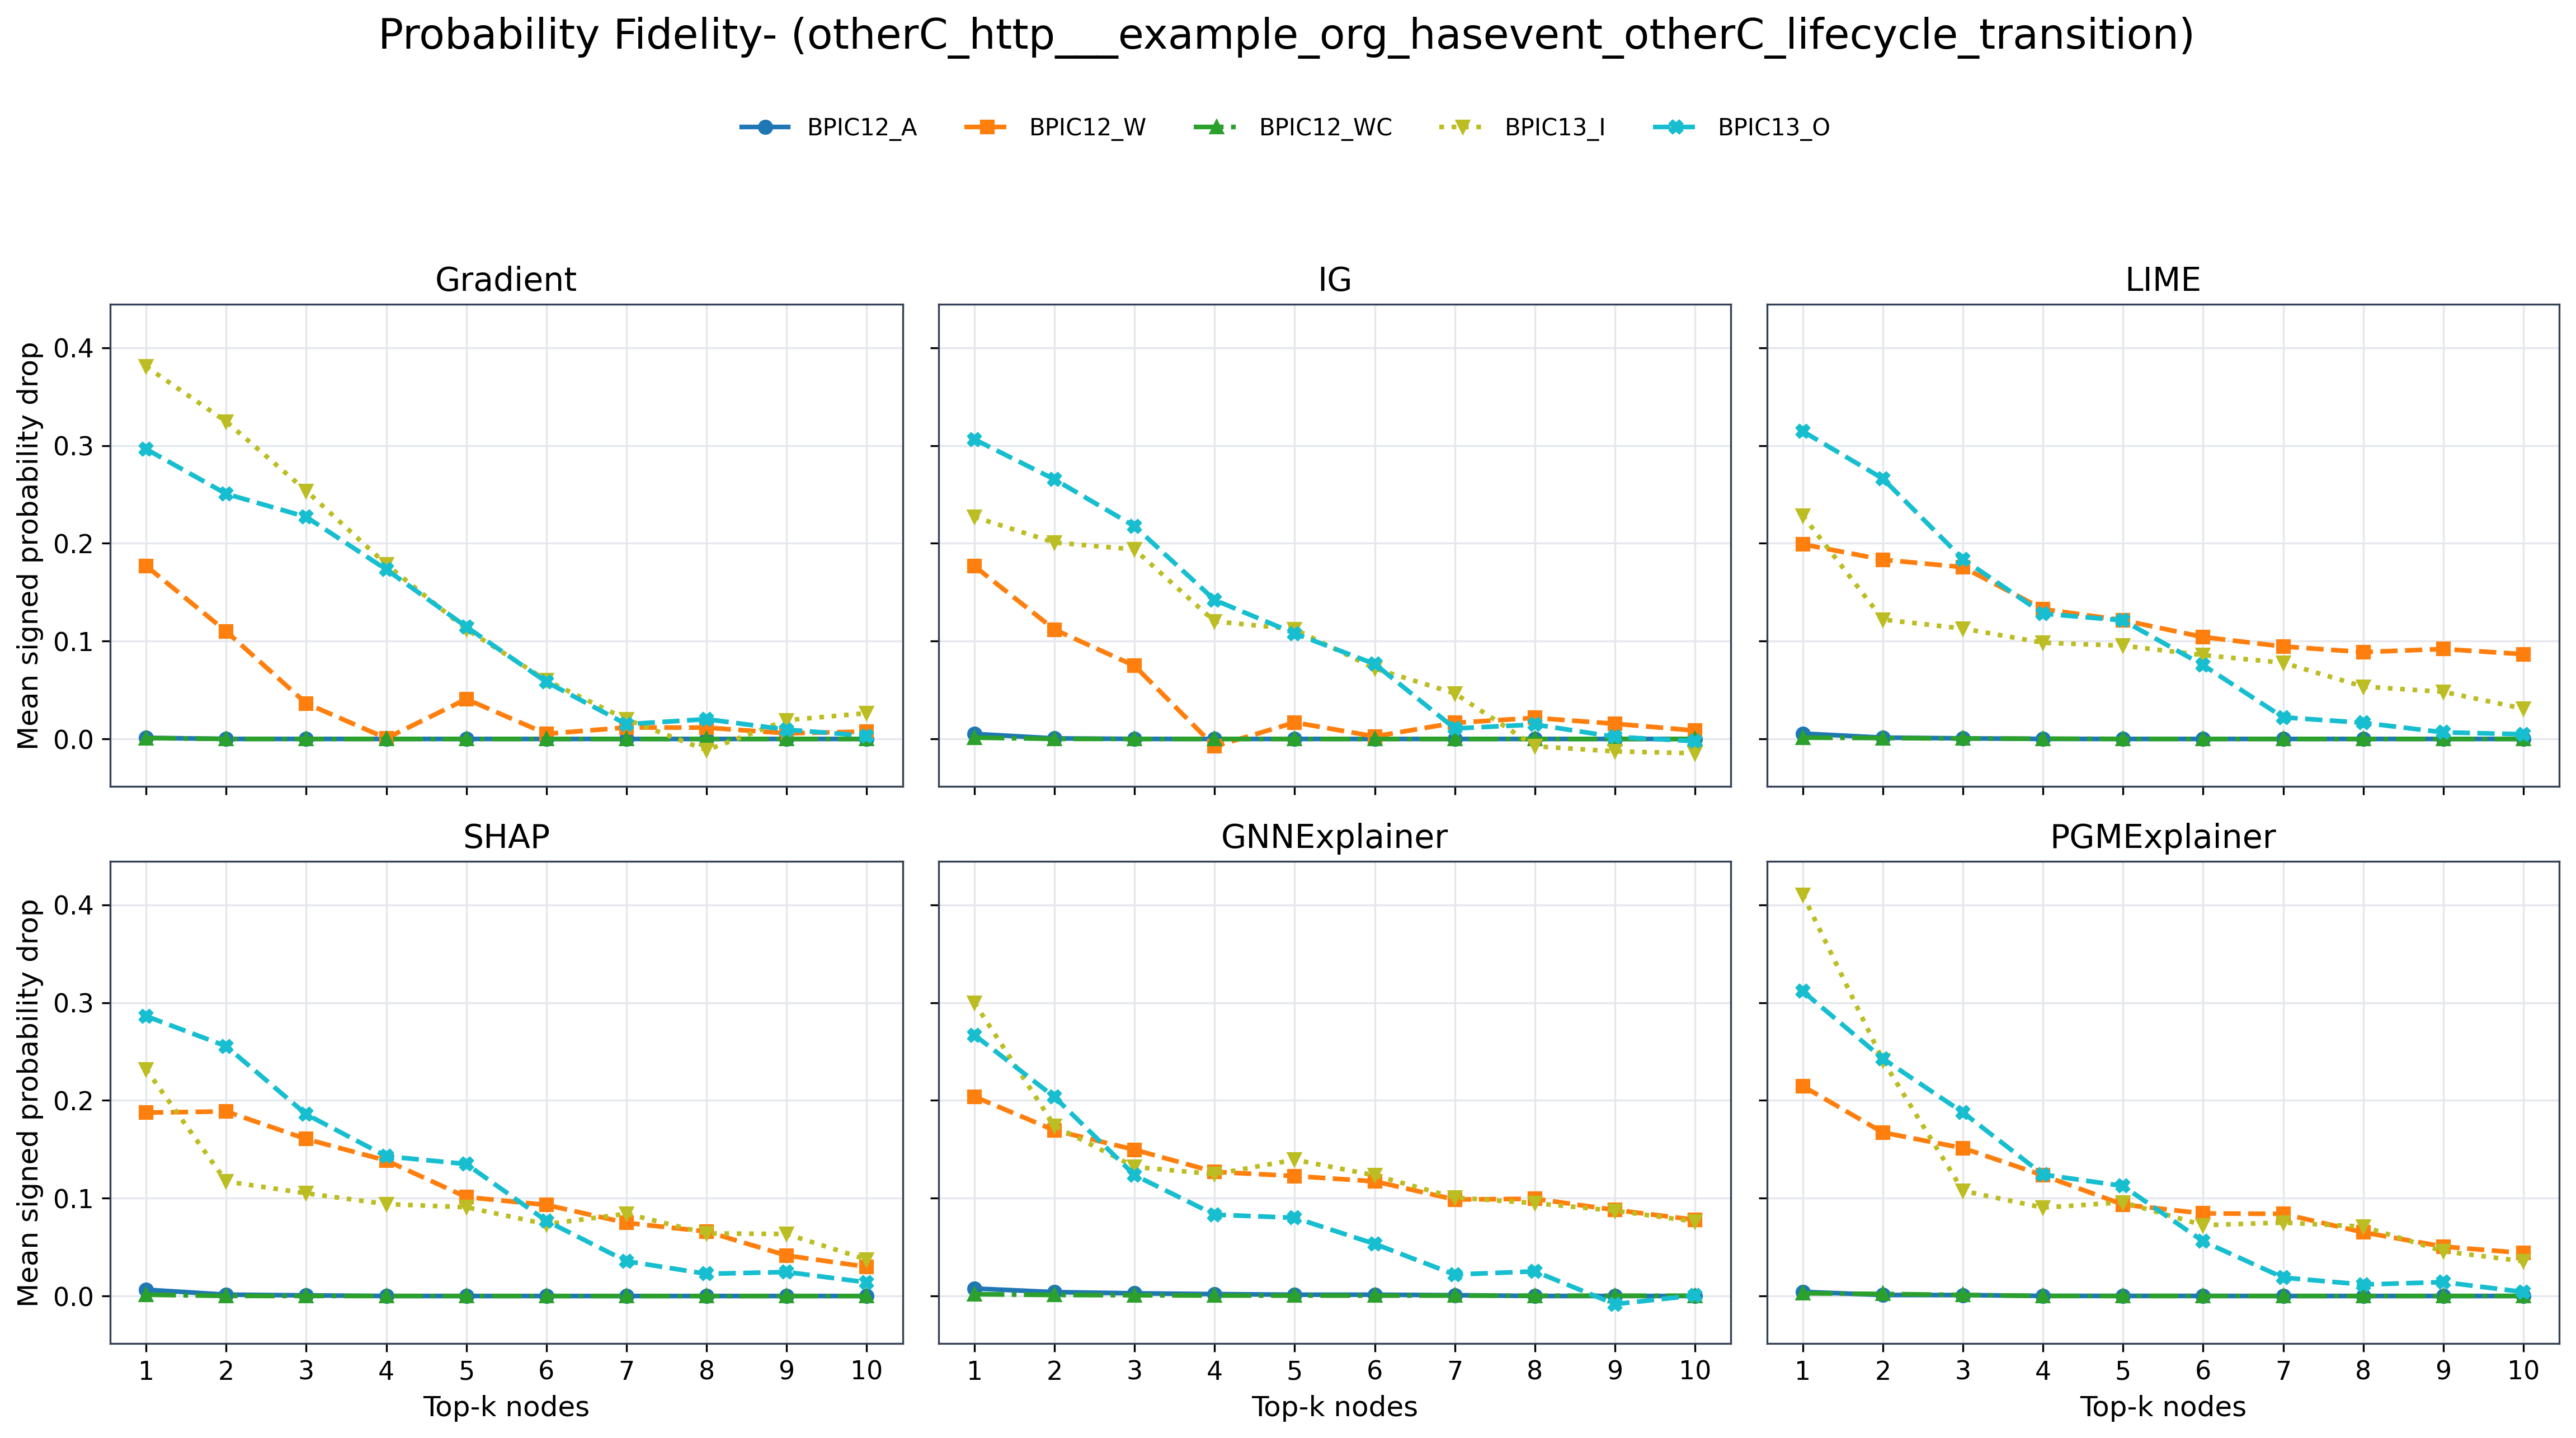 Probability Fidelity- (otherC_http___example_org_hasevent_otherC_lifecycle_transition)
BPIC12_A BPIC12_W BPIC12_WC BPIC13_I BPIC13_O
Gradient IG LIME
Mean signed probability drop
0.4
0.3
0.2
0.1
0.0
SHAP GNNExplainer PGMExplainer
Mean signed probability drop
0.4
0.3
0.2
0.1
0.0
1 2 3 4 5 6 7 8 9 10 1 2 3 4 5 6 7 8 9 10 1 2 3 4 5 6 7 8 9 10
Top-k nodes Top-k nodes Top-k nodes